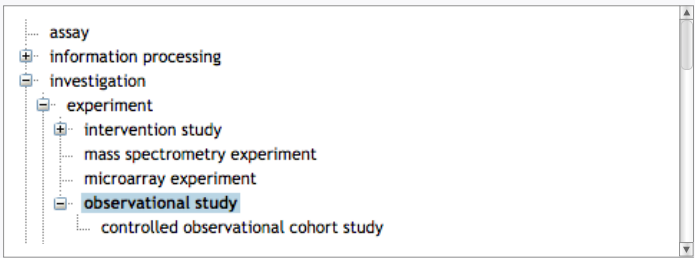 assay
information processing
investigation
experiment
intervention study
mass spectrometry experiment
microarray experiment
observational study
controlled observational cohort study